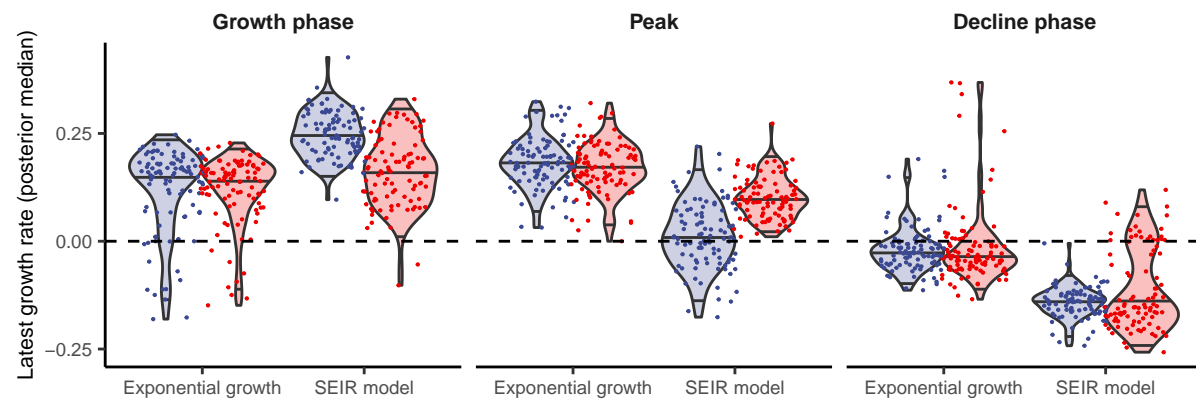 Growth phase
Peak
Decline phase
Latest growth rate (posterior median)
0.25
0.00
−0.25
Exponential growth
SEIR model
Exponential growth
SEIR model
Exponential growth
SEIR model